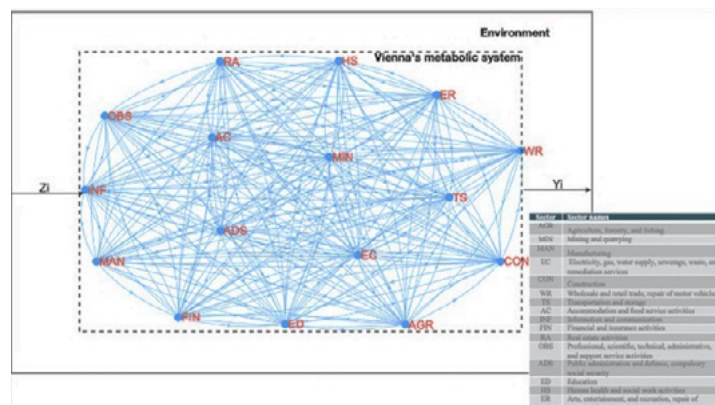 Environment
Vienna's metabolic system
RA
HS
ER
OBS
AC
MIN
WR
Zi
INF
Yi
TS
ADS
EC
MAN
CON
FIN
ED
AGR
Sector Sector names
AGR Agriculture, forestry, and fishing
MIN Mining and quarrying
MAN Manufacturing
EC Electricity, gas, water supply, sewerage, waste, an
remediation services
CON Construction
WR Wholesale and retail trade, repair of motor vehicle
TS Transportation and storage
AC Accommodation and food service activities
INF Information and communication
FIN Financial and insurance activities
RA Real estate activities
OBS Professional, scientific, technical, administrative,
and support service activities
ADS Public administration and defence, compulsory
social security
ED Education
HS Human health and social work activities
ER Arts, entertainment, and recreation, repair of